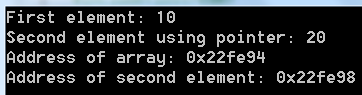 First element: 10
Second element using pointer: 20
Address of array: 0x22fe94
Address of second element: 0x22fe98